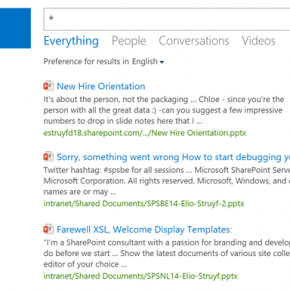 *
Everything People Conversations Videos
Preference for results in English
New Hire Orientation
It's about the person, not the packaging ... Chloe - since you're the
person with all the great data :) -can you suggest a few impressive
numbers to drop in slide notes here that I ...
estruyfd18.sharepoint.com/.../New Hire Orientation.pptx
Sorry, something went wrong How to start debugging
Twitter hashtag: #spsbe for all sessions ... Microsoft SharePoint
Microsoft Corporation. All rights reserved. Microsoft, Windows, and
names are or may ...
intranet/Shared Documents/SPSBE14-Elio-Struyf-2.pptx
Farewell XSL, Welcome Display Templates:
"I'm a SharePoint consultant with a passion for branding and
do before we start ... Show the latest documents of various site
editor of your choice ...
intranet/Shared Documents/SPSNL14-Elio-Struyf.pptx